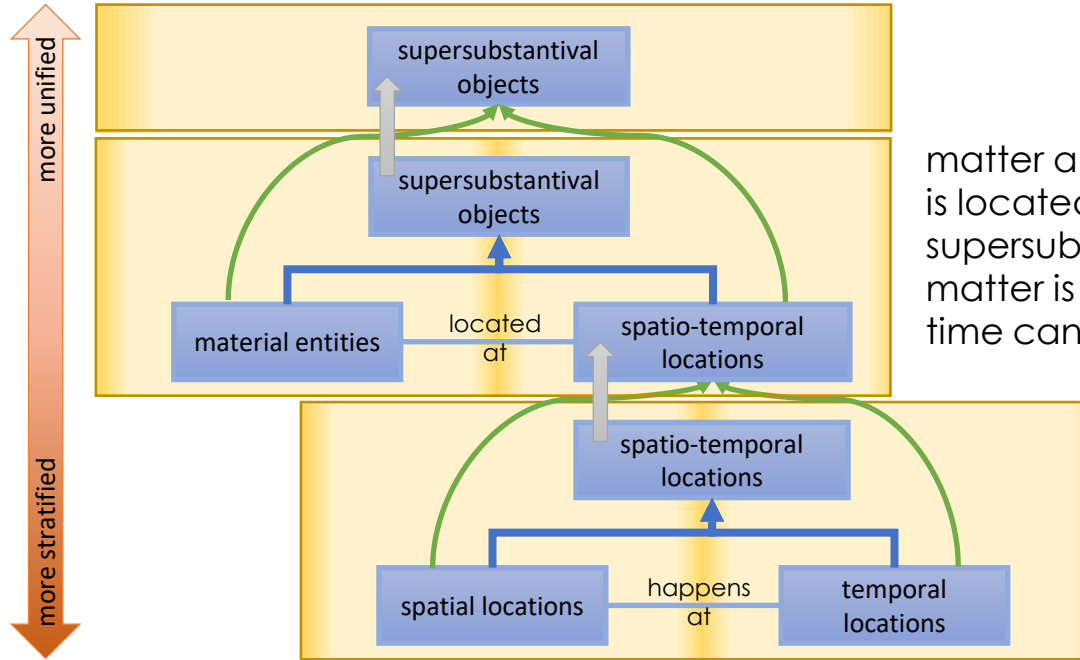 more unified
more stratified
supersubstantival
objects
supersubstantival
objects
material entities
located
at
spatio-temporal
locations
spatio-temporal
locations
spatial locations
happens
at
temporal
locations
matter a
is located
supersub
matter is
time can